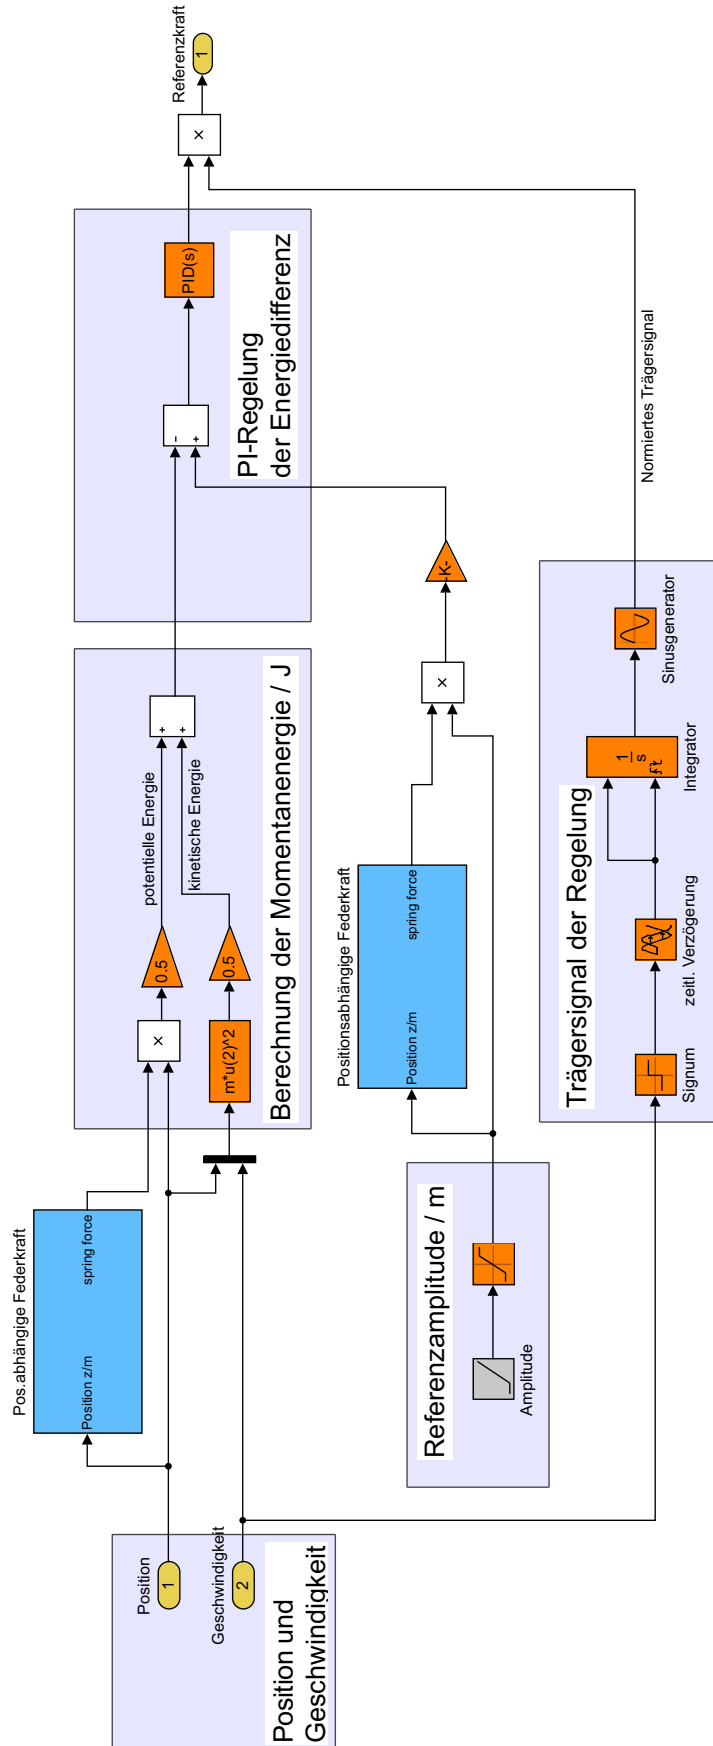 Position und
Geschwindigkeit
Position
1
Geschwindigkeit
2
Pos.abhängige Federkraft
Position z/m
spring force
Berechnung der Momentanenergie / J
×
0.5
potentielle Energie
m*u(2)^2
0.5
kinetische Energie
+
+
PI-Regelung
der Energiedifferenz
−
+
PID(s)
×
Referenzkraft
1
Referenzamplitude / m
Amplitude
Positionsabhängige Federkraft
Position z/m
spring force
×
-K-
Trägersignal der Regelung
Signum
zeitl. Verzögerung
1
s
Integrator
Sinusgenerator
Normiertes Trägersignal